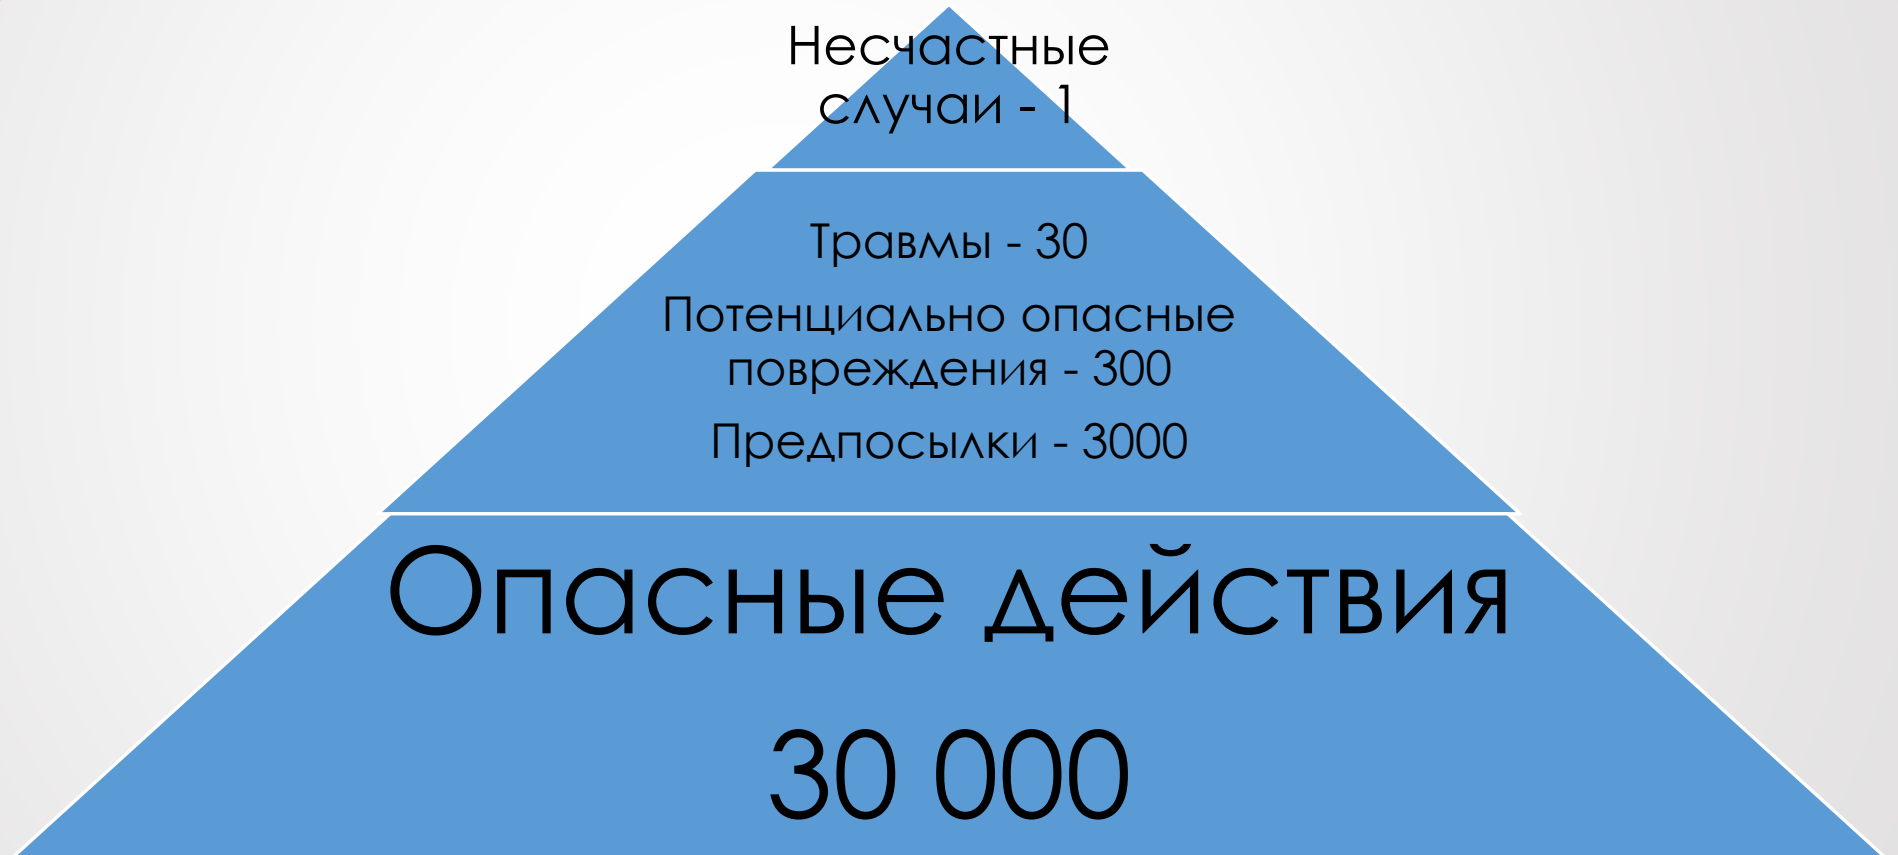 Несчастные
случаи - 1
Травмы - 30
Потенциально опасные
повреждения - 300
Предпосылки - 3000
Опасные действия
30 000